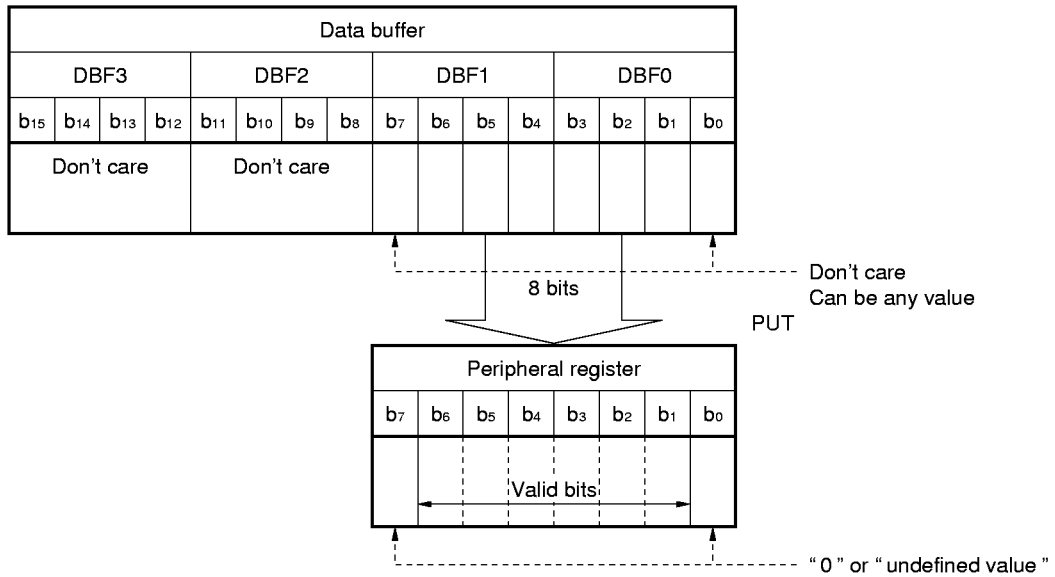 Data buffer
DBF3 DBF2 DBF1 DBF0
b15 b14 b13 b12 b11 b10 b9 b8 b7 b6 b5 b4 b3 b2 b1 b0
Don't care Don't care
Don't care
8 bits
Can be any value
PUT
Peripheral register
b7 b6 b5 b4 b3 b2 b1 b0
Valid bits
“ 0 ” or “ undefined value ”